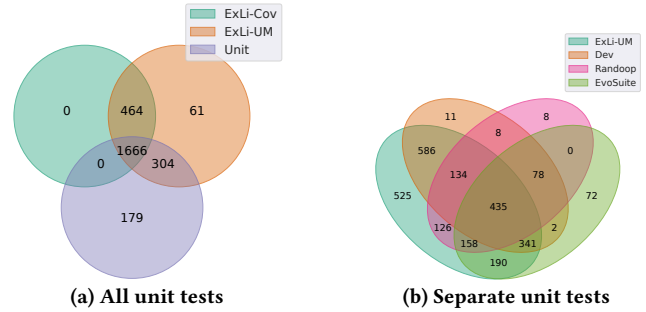 ExLi-Cov
ExLi-UM
Unit
0
464
61
1666
0
304
179
(a) All unit tests
ExLi-UM
Dev
Randoop
EvoSuite
11
8
8
586
0
134
78
525
72
435
126
2
158
341
190
(b) Separate unit tests